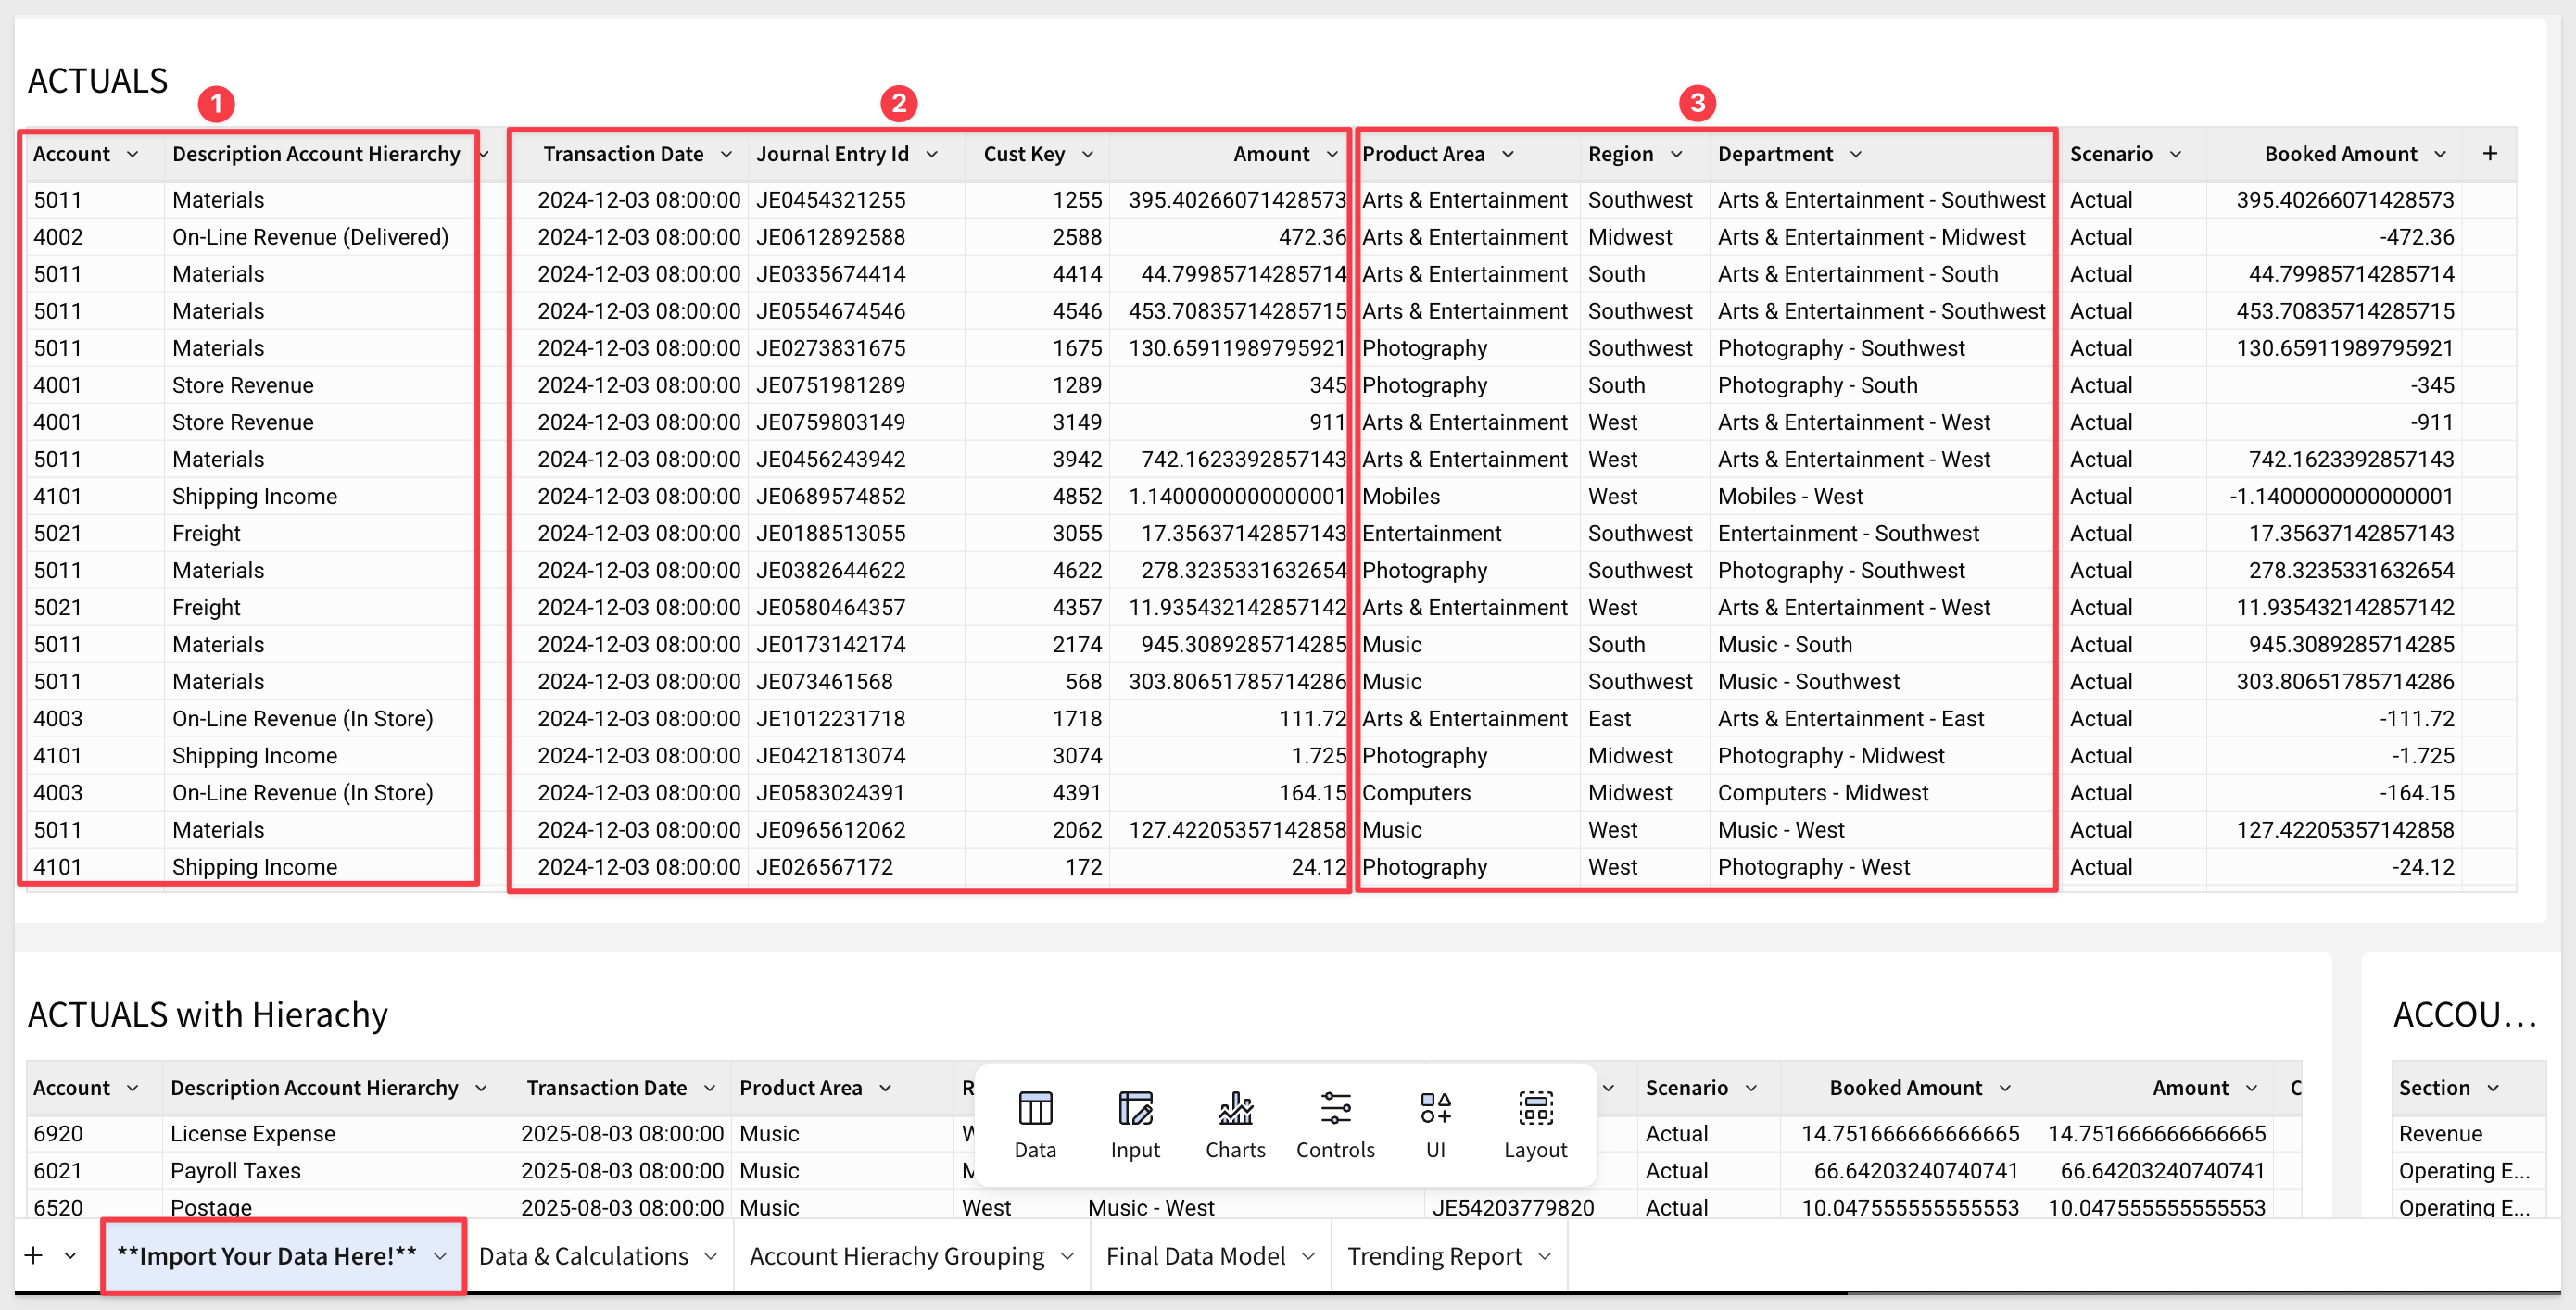 ACTUALS
1 2 3
Account Description Account Hierarchy Transaction Date Journal Entry Id Cust Key Amount Product Area Region Department Scenario Booked Amount +
5011 Materials 2024-12-03 08:00:00 JE0454321255 1255 395.40266071428573 Arts & Entertainment Southwest Arts & Entertainment - Southwest Actual 395.40266071428573
4002 On-Line Revenue (Delivered) 2024-12-03 08:00:00 JE0612892588 2588 472.36 Arts & Entertainment Midwest Arts & Entertainment - Midwest Actual -472.36
5011 Materials 2024-12-03 08:00:00 JE0335674414 4414 44.79985714285714 Arts & Entertainment South Arts & Entertainment - South Actual 44.79985714285714
5011 Materials 2024-12-03 08:00:00 JE0554674546 4546 453.70835714285715 Arts & Entertainment Southwest Arts & Entertainment - Southwest Actual 453.70835714285715
5011 Materials 2024-12-03 08:00:00 JE0273831675 1675 130.65911989795921 Photography Southwest Photography - Southwest Actual 130.65911989795921
4001 Store Revenue 2024-12-03 08:00:00 JE0751981289 1289 345 Photography South Photography - South Actual -345
4001 Store Revenue 2024-12-03 08:00:00 JE0759803149 3149 911 Arts & Entertainment West Arts & Entertainment - West Actual -911
5011 Materials 2024-12-03 08:00:00 JE0456243942 3942 742.1623392857143 Arts & Entertainment West Arts & Entertainment - West Actual 742.1623392857143
4101 Shipping Income 2024-12-03 08:00:00 JE0689574852 4852 1.1400000000000001 Mobiles West Mobiles - West Actual -1.1400000000000001
5021 Freight 2024-12-03 08:00:00 JE0188513055 3055 17.35637142857143 Entertainment Southwest Entertainment - Southwest Actual 17.35637142857143
5011 Materials 2024-12-03 08:00:00 JE0382644622 4622 278.3235331632654 Photography Southwest Photography - Southwest Actual 278.3235331632654
5021 Freight 2024-12-03 08:00:00 JE0580464357 4357 11.935432142857142 Arts & Entertainment West Arts & Entertainment - West Actual 11.935432142857142
5011 Materials 2024-12-03 08:00:00 JE0173142174 2174 945.3089285714285 Music South Music - South Actual 945.3089285714285
5011 Materials 2024-12-03 08:00:00 JE073461568 568 303.80651785714286 Music Southwest Music - Southwest Actual 303.80651785714286
4003 On-Line Revenue (In Store) 2024-12-03 08:00:00 JE1012231718 1718 111.72 Arts & Entertainment East Arts & Entertainment - East Actual -111.72
4101 Shipping Income 2024-12-03 08:00:00 JE0421813074 3074 1.725 Photography Midwest Photography - Midwest Actual -1.725
4003 On-Line Revenue (In Store) 2024-12-03 08:00:00 JE0583024391 4391 164.15 Computers Midwest Computers - Midwest Actual -164.15
5011 Materials 2024-12-03 08:00:00 JE0965612062 2062 127.42205357142858 Music West Music - West Actual 127.42205357142858
4101 Shipping Income 2024-12-03 08:00:00 JE026567172 172 24.12 Photography West Photography - West Actual -24.12
ACTUALS with Hierachy
ACCOU...
Account Description Account Hierarchy Transaction Date Product Area Scenario Booked Amount Amount
Section
6920 License Expense 2025-08-03 08:00:00 Music Actual 14.751666666666665 14.751666666666665
Revenue
6021 Payroll Taxes 2025-08-03 08:00:00 Music Actual 66.64203240740741 66.64203240740741
Operating E...
6520 Postage 2025-08-03 08:00:00 Music West Music - West JE54203779820 Actual 10.047555555555553 10.047555555555553
Operating E...
Data Input Charts Controls UI Layout
+ **Import Your Data Here!** Data & Calculations Account Hierachy Grouping Final Data Model Trending Report